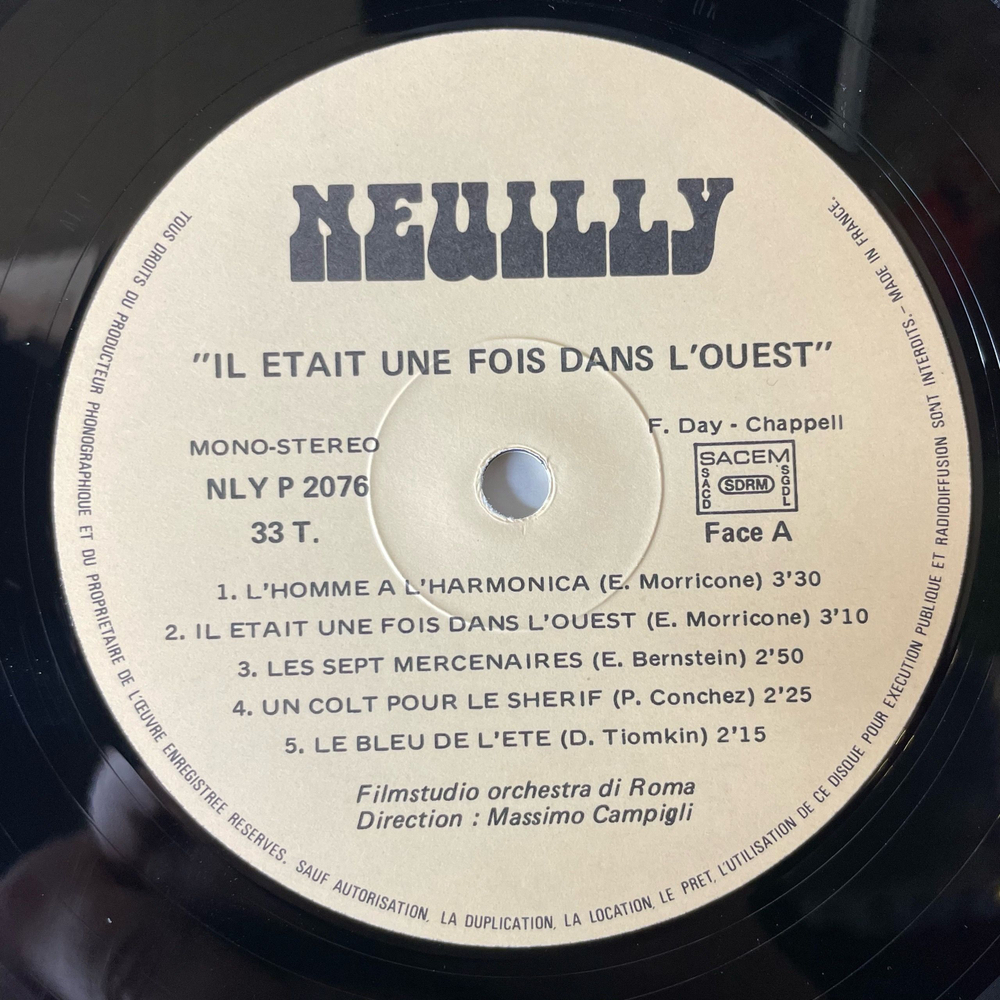 NEUILLY
"IL ETAIT UNE FOIS DANS L'OUEST"
F. Day - Chappell
MONO-STEREO
NLY P 2076
33 T.
SACEM
SACD
SDRM
SGDL
Face A
1. L'HOMME A L'HARMONICA (E. Morricone) 3'30
2. IL ETAIT UNE FOIS DANS L'OUEST (E. Morricone) 3'10
3. LES SEPT MERCENAIRES (E. Bernstein) 2'50
4. UN COLT POUR LE SHERIF (P. Conchez) 2'25
5. LE BLEU DE L'ETE (D. Tiomkin) 2'15
Filmstudio orchestra di Roma
Direction : Massimo Campigli
TOUS DROITS DU PRODUCTEUR PHONOGRAPHIQUE ET DU PROPRIETAIRE DE L'ŒUVRE ENREGISTREE RESERVES. SAUF AUTORISATION, LA DUPLICATION, LA LOCATION, LE PRET, L'UTILISATION DE CE DISQUE POUR EXECUTION PUBLIQUE ET RADIODIFFUSION SONT INTERDITS. - MADE IN FRANCE.